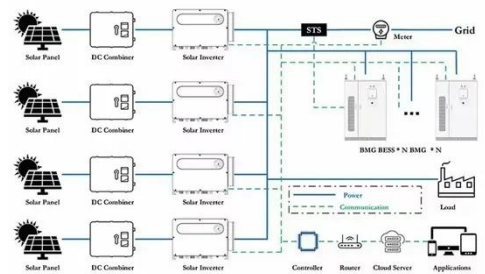 STS
Meter
Grid
Solar Panel DC Combiner Solar Inverter
Solar Panel DC Combiner Solar Inverter
BMG BESS * N BMG * N
Solar Panel DC Combiner Solar Inverter
Power
Communication
Load
Solar Panel DC Combiner Solar Inverter
Controller Router Cloud Server Applications